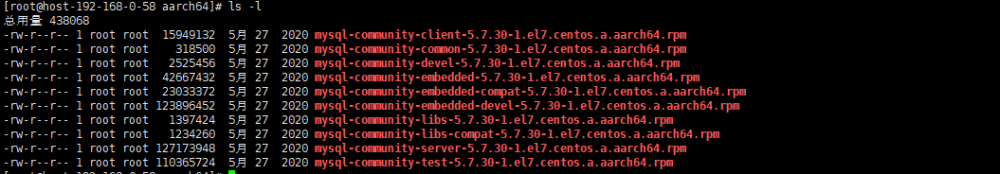 [root@host-192-168-0-58 aarch64]# ls -l
总用量 438068
-rw-r--r-- 1 root root  15949132  5月 27  2020 mysql-community-client-5.7.30-1.el7.centos.a.aarch64.rpm
-rw-r--r-- 1 root root    318500  5月 27  2020 mysql-community-common-5.7.30-1.el7.centos.a.aarch64.rpm
-rw-r--r-- 1 root root   2525456  5月 27  2020 mysql-community-devel-5.7.30-1.el7.centos.a.aarch64.rpm
-rw-r--r-- 1 root root  42667432  5月 27  2020 mysql-community-embedded-5.7.30-1.el7.centos.a.aarch64.rpm
-rw-r--r-- 1 root root  23033372  5月 27  2020 mysql-community-embedded-compat-5.7.30-1.el7.centos.a.aarch64.rpm
-rw-r--r-- 1 root root 123896452  5月 27  2020 mysql-community-embedded-devel-5.7.30-1.el7.centos.a.aarch64.rpm
-rw-r--r-- 1 root root   1397424  5月 27  2020 mysql-community-libs-5.7.30-1.el7.centos.a.aarch64.rpm
-rw-r--r-- 1 root root   1234260  5月 27  2020 mysql-community-libs-compat-5.7.30-1.el7.centos.a.aarch64.rpm
-rw-r--r-- 1 root root 127173948  5月 27  2020 mysql-community-server-5.7.30-1.el7.centos.a.aarch64.rpm
-rw-r--r-- 1 root root 110365724  5月 27  2020 mysql-community-test-5.7.30-1.el7.centos.a.aarch64.rpm